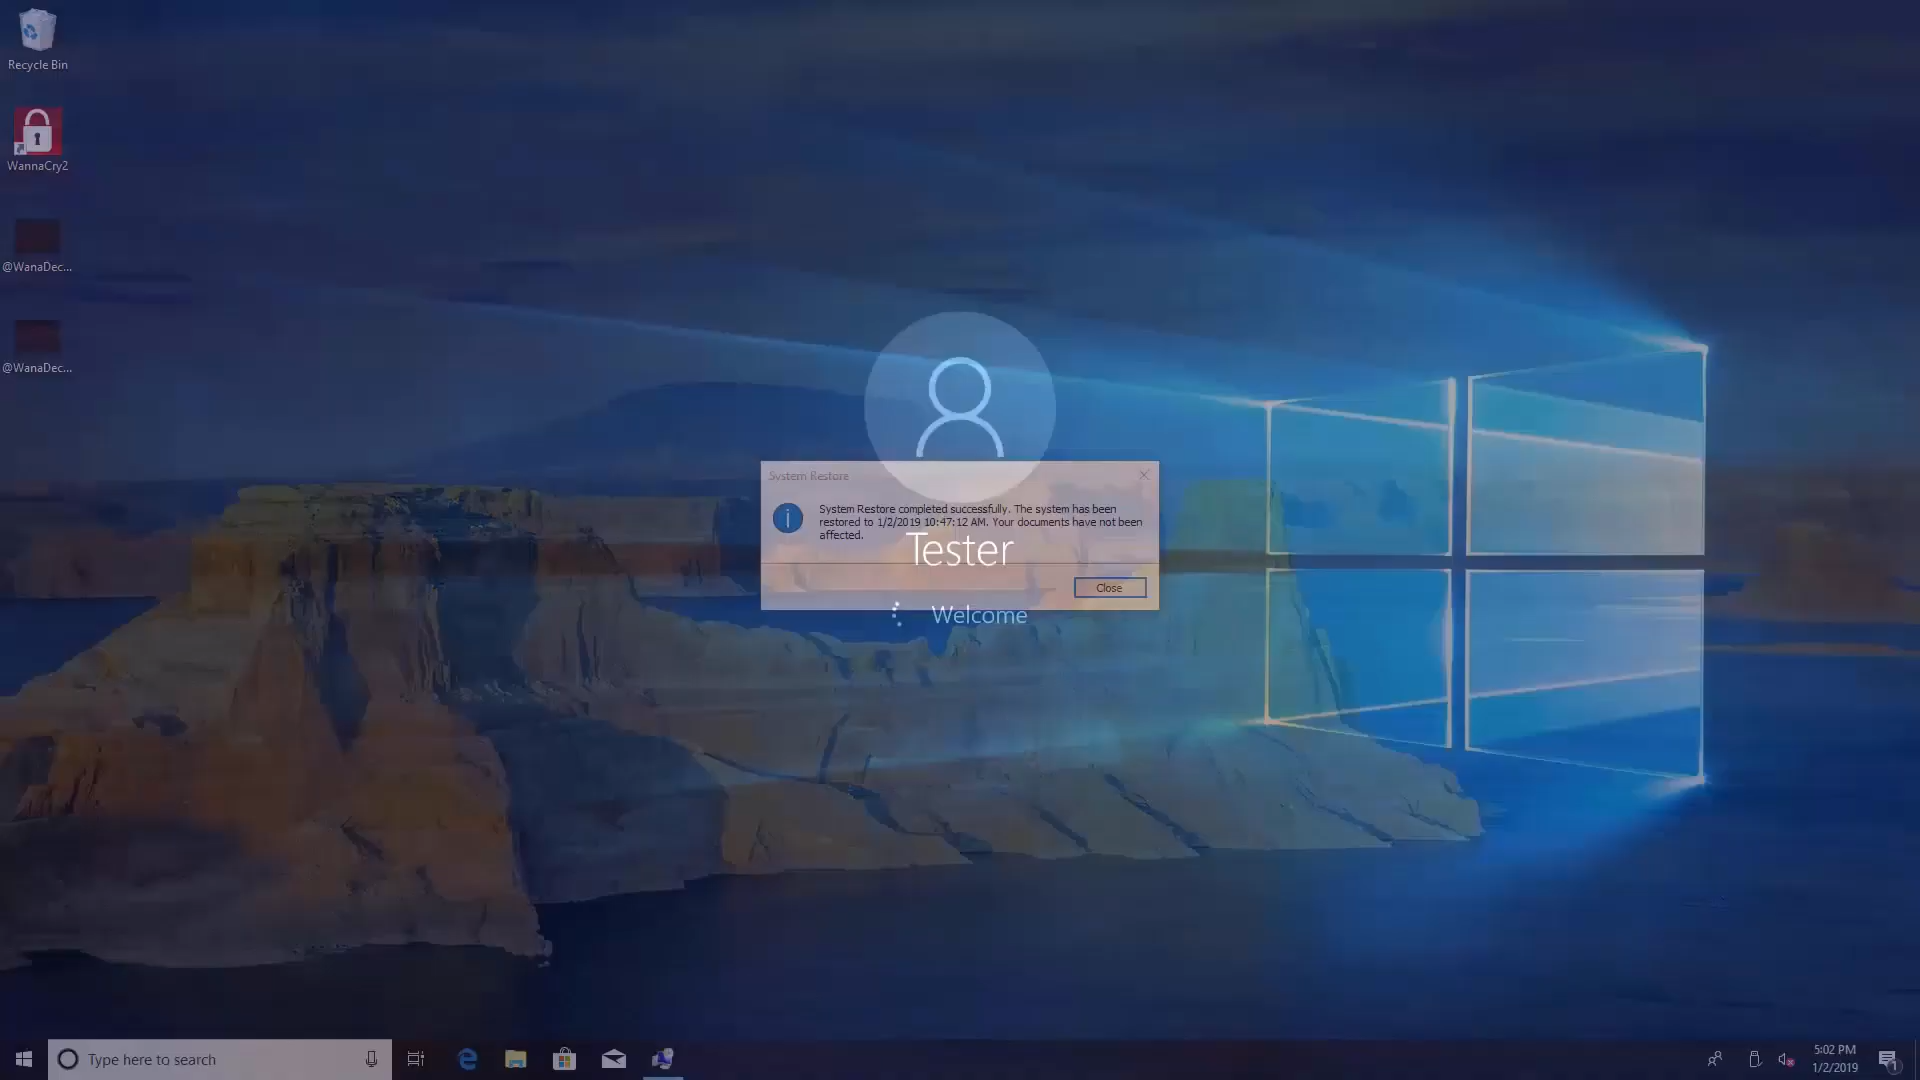 Recycle Bin
WannaCry2
@WanaDec...
@WanaDec...
System Restore
System Restore completed successfully. The system has been
restored to 1/2/2019 10:47:12 AM. Your documents have not been
affected.
Tester
Close
Welcome
Type here to search
5:02 PM
1/2/2019
1